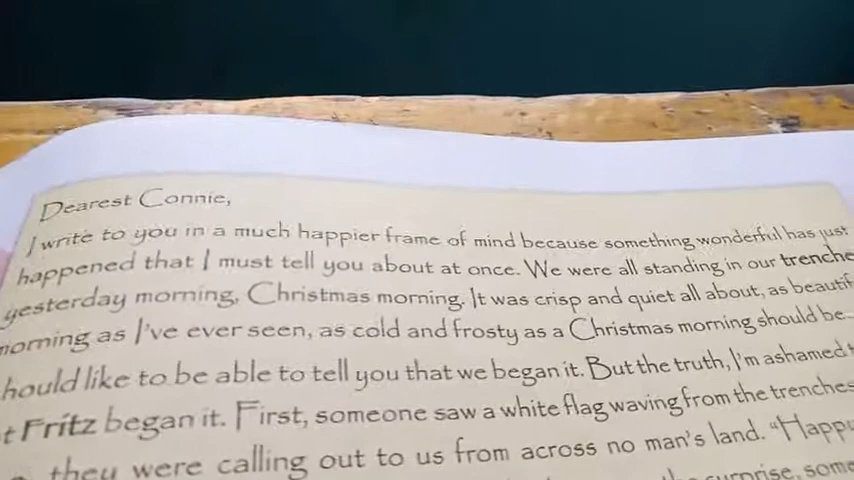 Dearest Connie,
I write to you in a much happier frame of mind because something wonderful has just
happened that I must tell you about at once. We were all standing in our trenche
yesterday morning, Christmas morning. It was crisp and quiet all about, as beautif
morning as I've ever seen, as cold and frosty as a Christmas morning should be.
should like to be able to tell you that we began it. But the truth, I'm ashamed t
t Fritz began it. First, someone saw a white flag waving from the trenches
they were calling out to us from across no man's land. "Happy
surprise, some